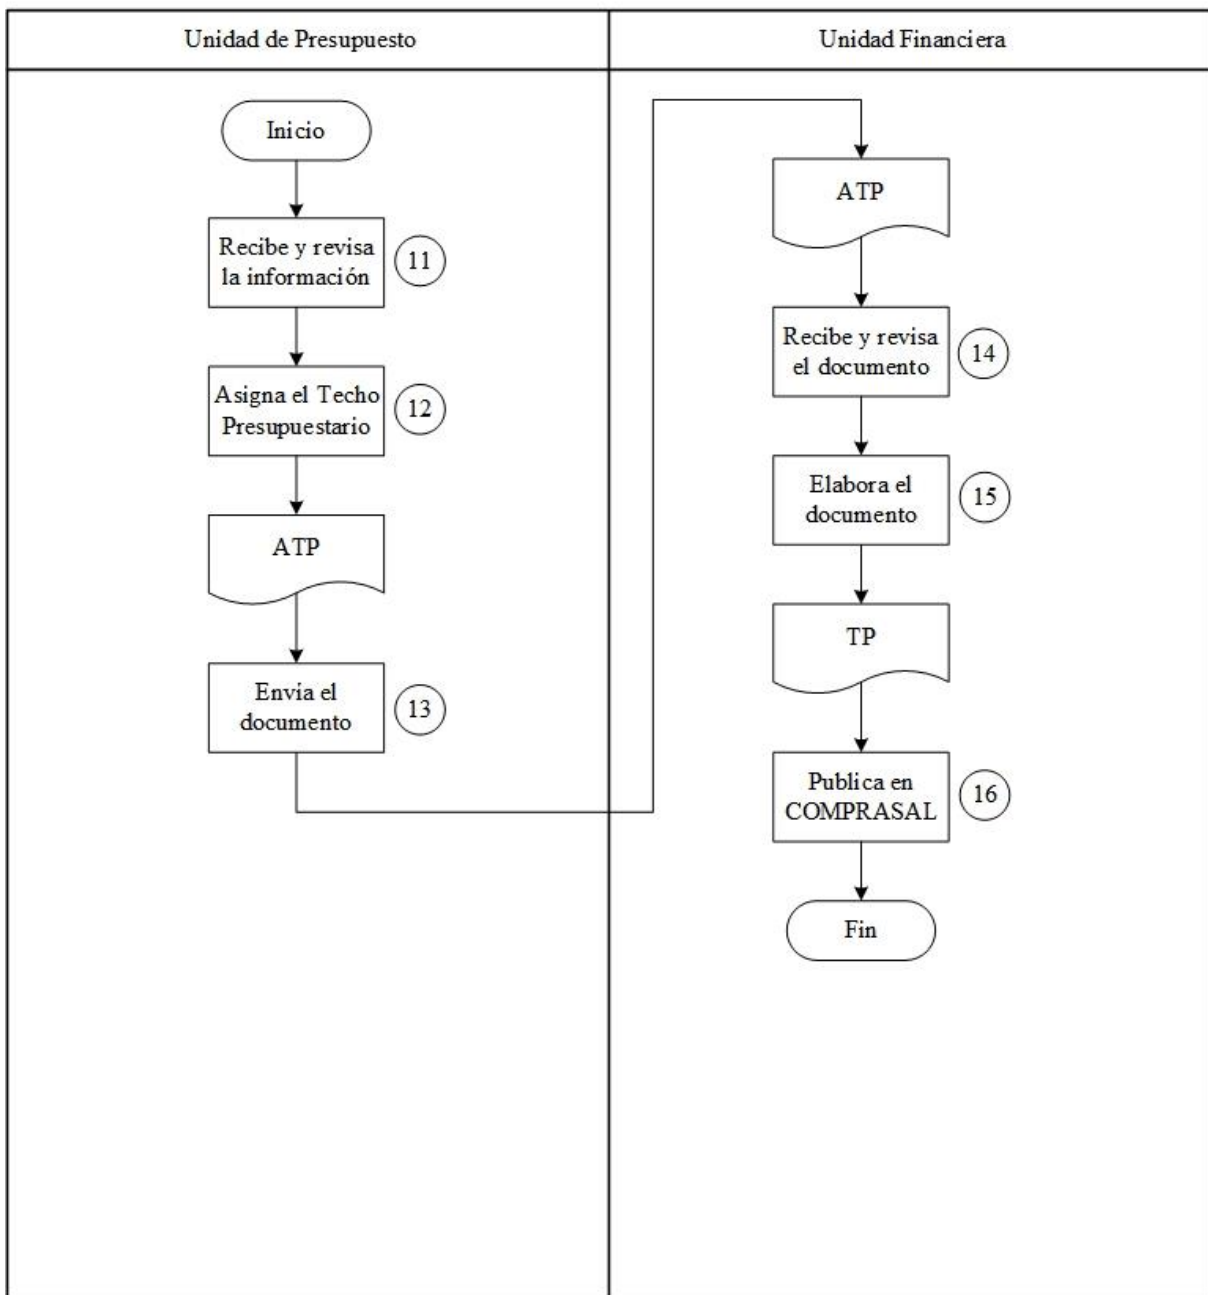 Unidad de Presupuesto
Unidad Financiera
Inicio
Recibe y revisa
la información
11
Asigna el Techo
Presupuestario
12
ATP
Envía el
documento
13
ATP
Recibe y revisa
el documento
14
Elabora el
documento
15
TP
Publica en
COMPRASAL
16
Fin